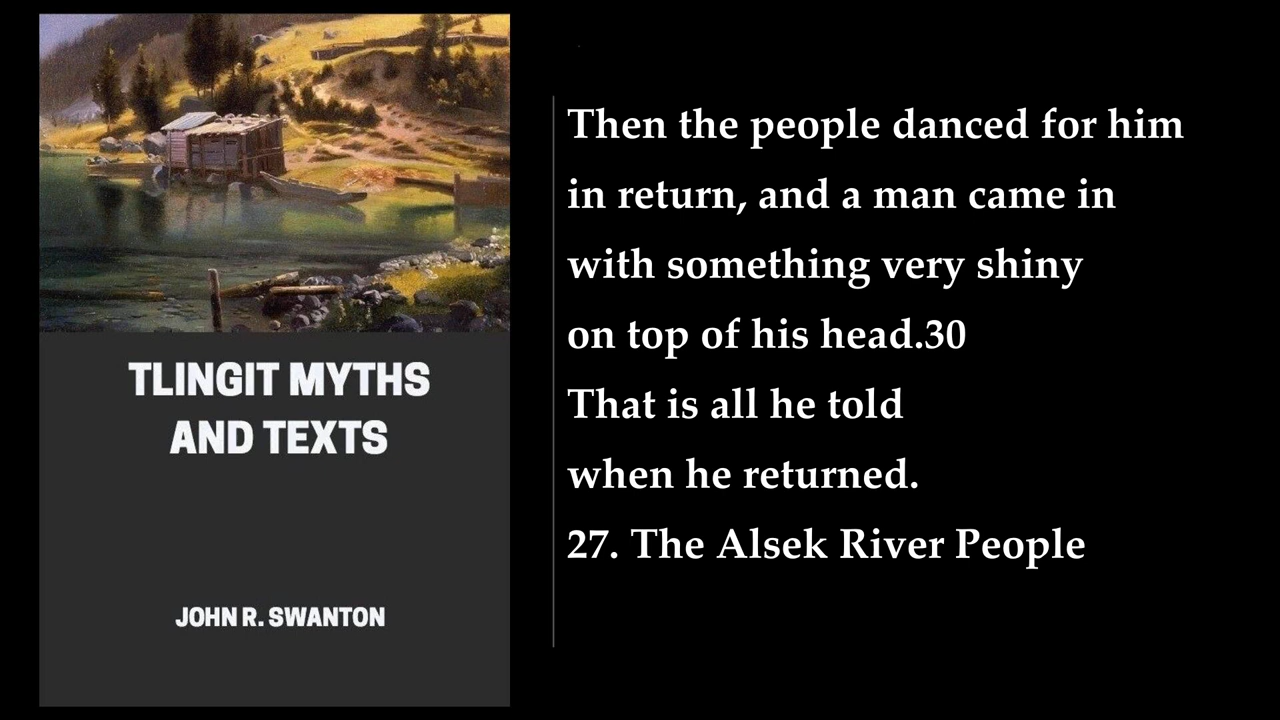 TLINGIT MYTHS
AND TEXTS
JOHN R. SWANTON
Then the people danced for him
in return, and a man came in
with something very shiny
on top of his head.30
That is all he told
when he returned.
27. The Alsek River People